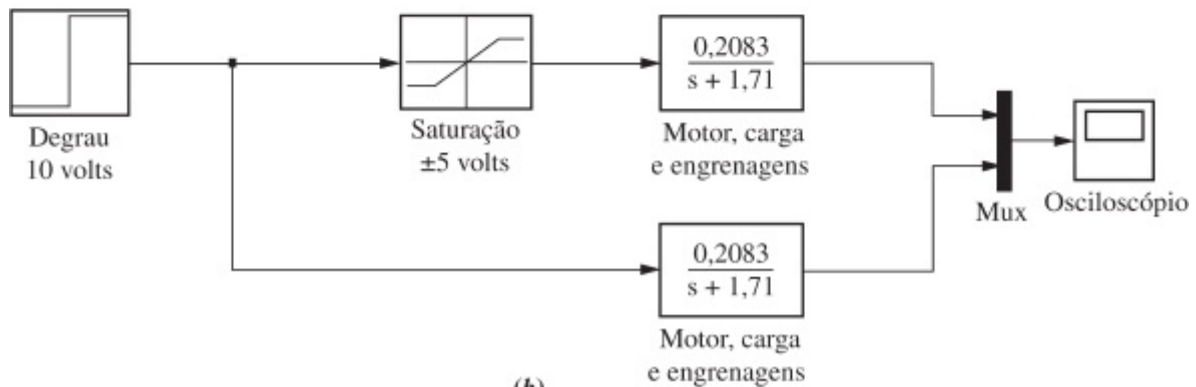 Degrau
10 volts
Saturação
±5 volts
0,2083
s + 1,71
Motor, carga
e engrenagens
Mux
Osciloscópio
0,2083
s + 1,71
Motor, carga
e engrenagens
(b)